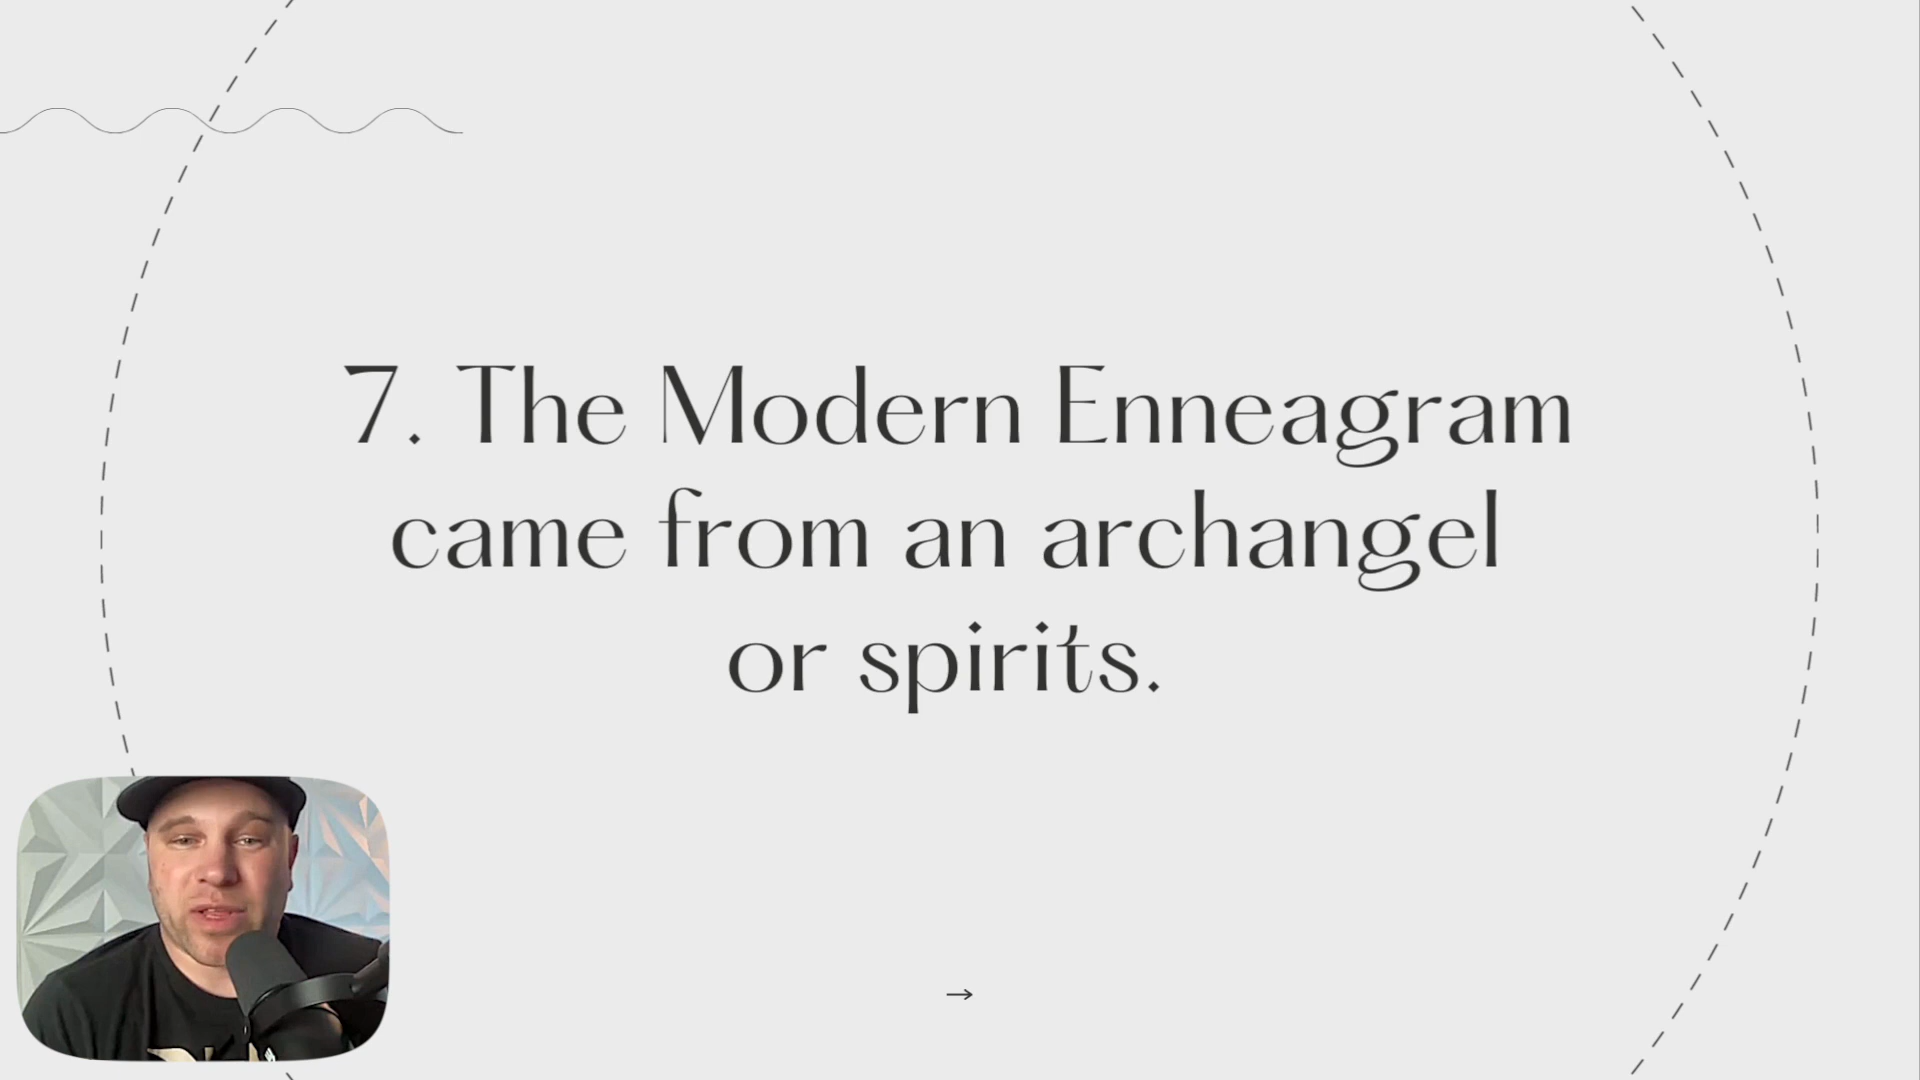 7. The Modern Enneagram
came from an archangel
or spirits.